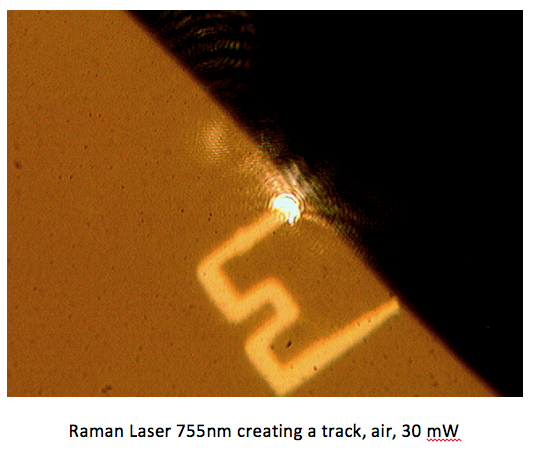 Raman Laser 755nm creating a track, air, 30 mW